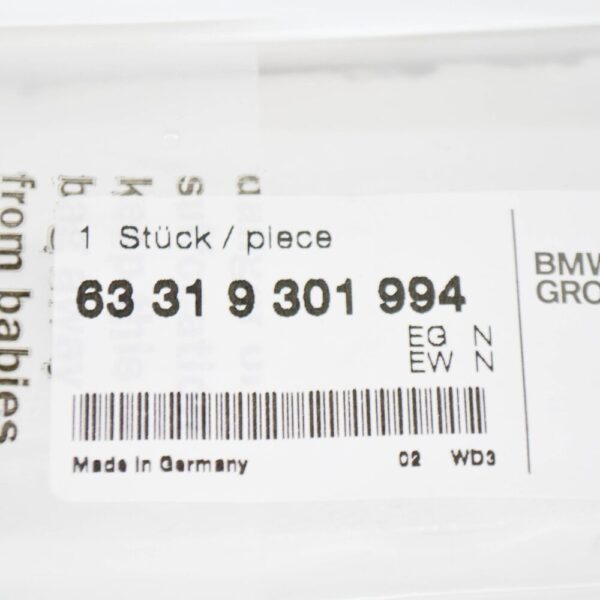 1 Stück / piece
63 31 9 301 994
EG N
EW N
Made in Germany 02 WD3
BMW
GRO
from babies
away